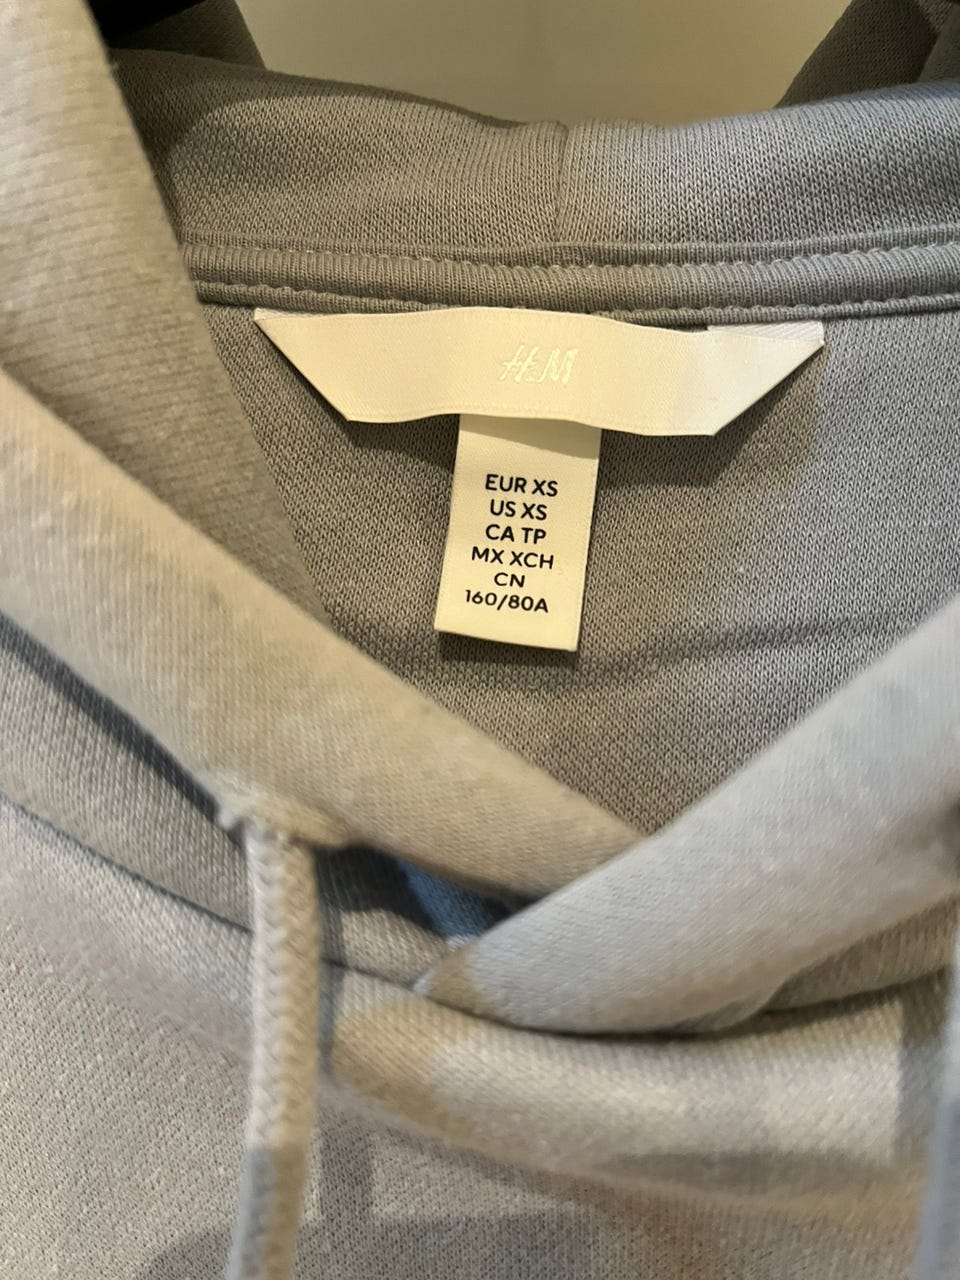 H&M
EUR XS
US XS
CA TP
MX XCH
CN
160/80A